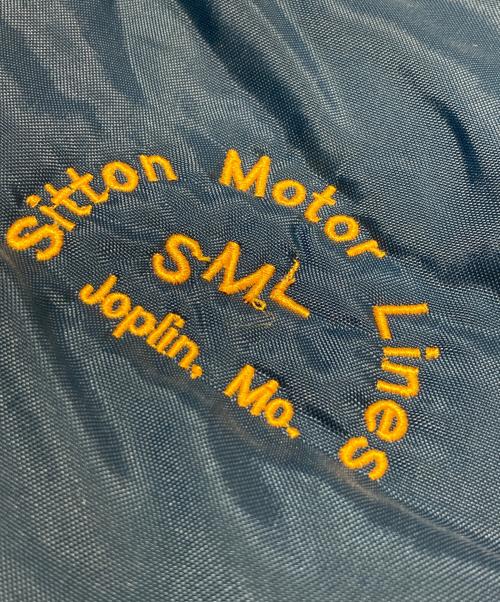 Sitton Motor Lines
S.M.L
Joplin, Mo.